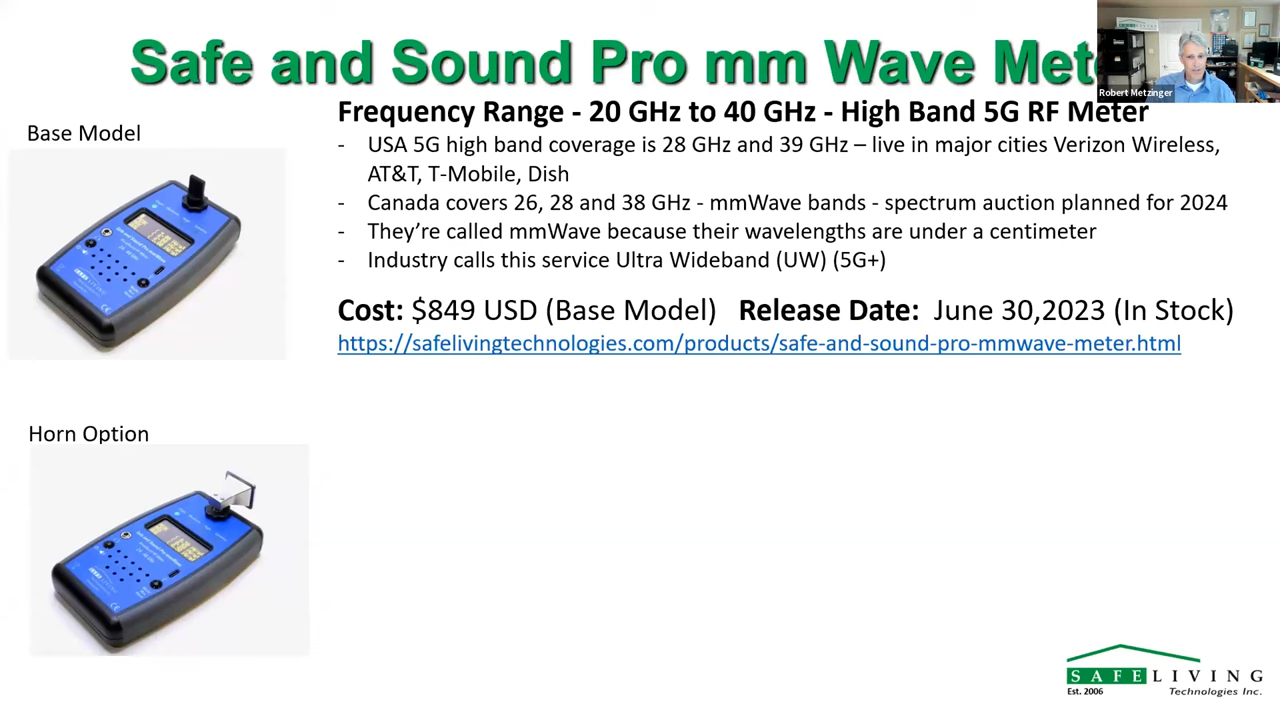 Safe and Sound Pro mm Wave Mete
Robert Metzinger
Frequency Range - 20 GHz to 40 GHz - High Band 5G RF Meter
Base Model
- USA 5G high band coverage is 28 GHz and 39 GHz – live in major cities Verizon Wireless,
AT&T, T-Mobile, Dish
- Canada covers 26, 28 and 38 GHz - mmWave bands - spectrum auction planned for 2024
- They’re called mmWave because their wavelengths are under a centimeter
- Industry calls this service Ultra Wideband (UW) (5G+)
Cost: $849 USD (Base Model) Release Date: June 30,2023 (In Stock)
https://safelivingtechnologies.com/products/safe-and-sound-pro-mmwave-meter.html
Horn Option
SAFELIVING
Est. 2006 Technologies Inc.